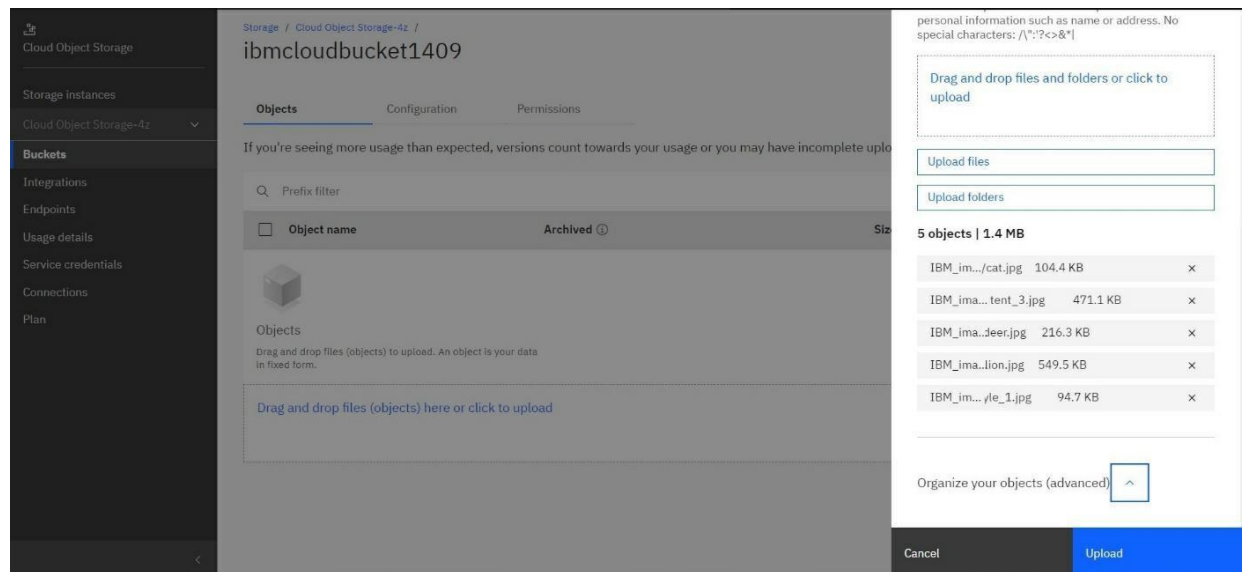 Cloud Object Storage
Storage instances
Cloud Object Storage-4z
Buckets
Integrations
Endpoints
Usage details
Service credentials
Connections
Plan
Storage / Cloud Object Storage-4z /
ibmcloudbucket1409
Objects Configuration Permissions
If you're seeing more usage than expected, versions count towards your usage or you may have incomplete uplo
Prefix filter
Object name Archived Siz
Objects
Drag and drop files (objects) to upload. An object is your data
in fixed form.
Drag and drop files (objects) here or click to upload
personal information such as name or address. No
special characters: /\":'?<>&*|
Drag and drop files and folders or click to
upload
Upload files
Upload folders
5 objects | 1.4 MB
IBM_im.../cat.jpg 104.4 KB
IBM_ima... tent_3.jpg 471.1 KB
IBM_ima..deer.jpg 216.3 KB
IBM_ima..lion.jpg 549.5 KB
IBM_im... yle_1.jpg 94.7 KB
Organize your objects (advanced)
Cancel Upload